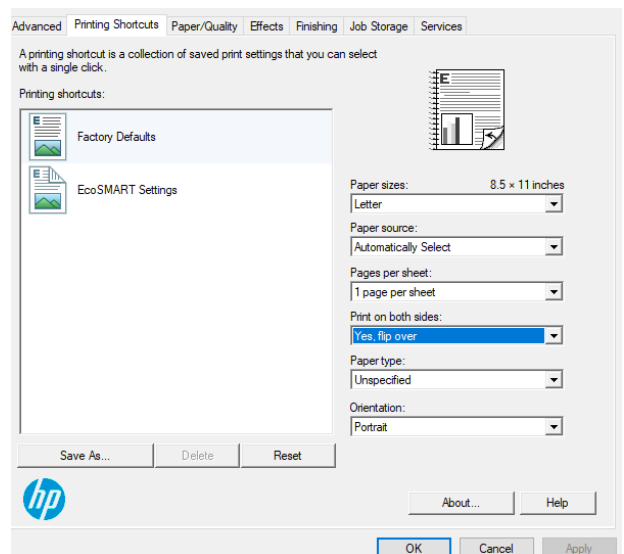 Advanced Printing Shortcuts Paper/Quality Effects Finishing Job Storage Services
A printing shortcut is a collection of saved print settings that you can select
with a single click.
Printing shortcuts:
E
Factory Defaults
E
EcoSMART Settings
E
Paper sizes: 8.5 × 11 inches
Letter
Paper source:
Automatically Select
Pages per sheet:
1 page per sheet
Print on both sides:
Yes, flip over
Paper type:
Unspecified
Orientation:
Portrait
Save As... Delete Reset
hp
About... Help
OK Cancel Apply